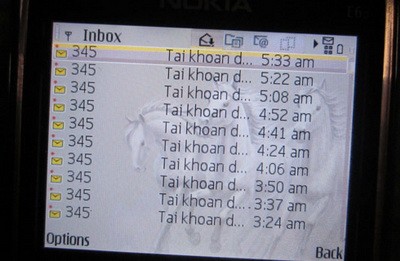 NOKIA
Inbox
345 Tai khoan d... 5:33 am
345 Tai khoan d... 5:22 am
345 Tai khoan d... 5:08 am
345 Tai khoan d... 4:52 am
345 Tai khoan d... 4:41 am
345 Tai khoan d... 4:24 am
345 Tai khoan d... 4:06 am
345 Tai khoan d... 3:50 am
345 Tai khoan d... 3:37 am
345 Tai khoan d... 3:24 am
Options Back